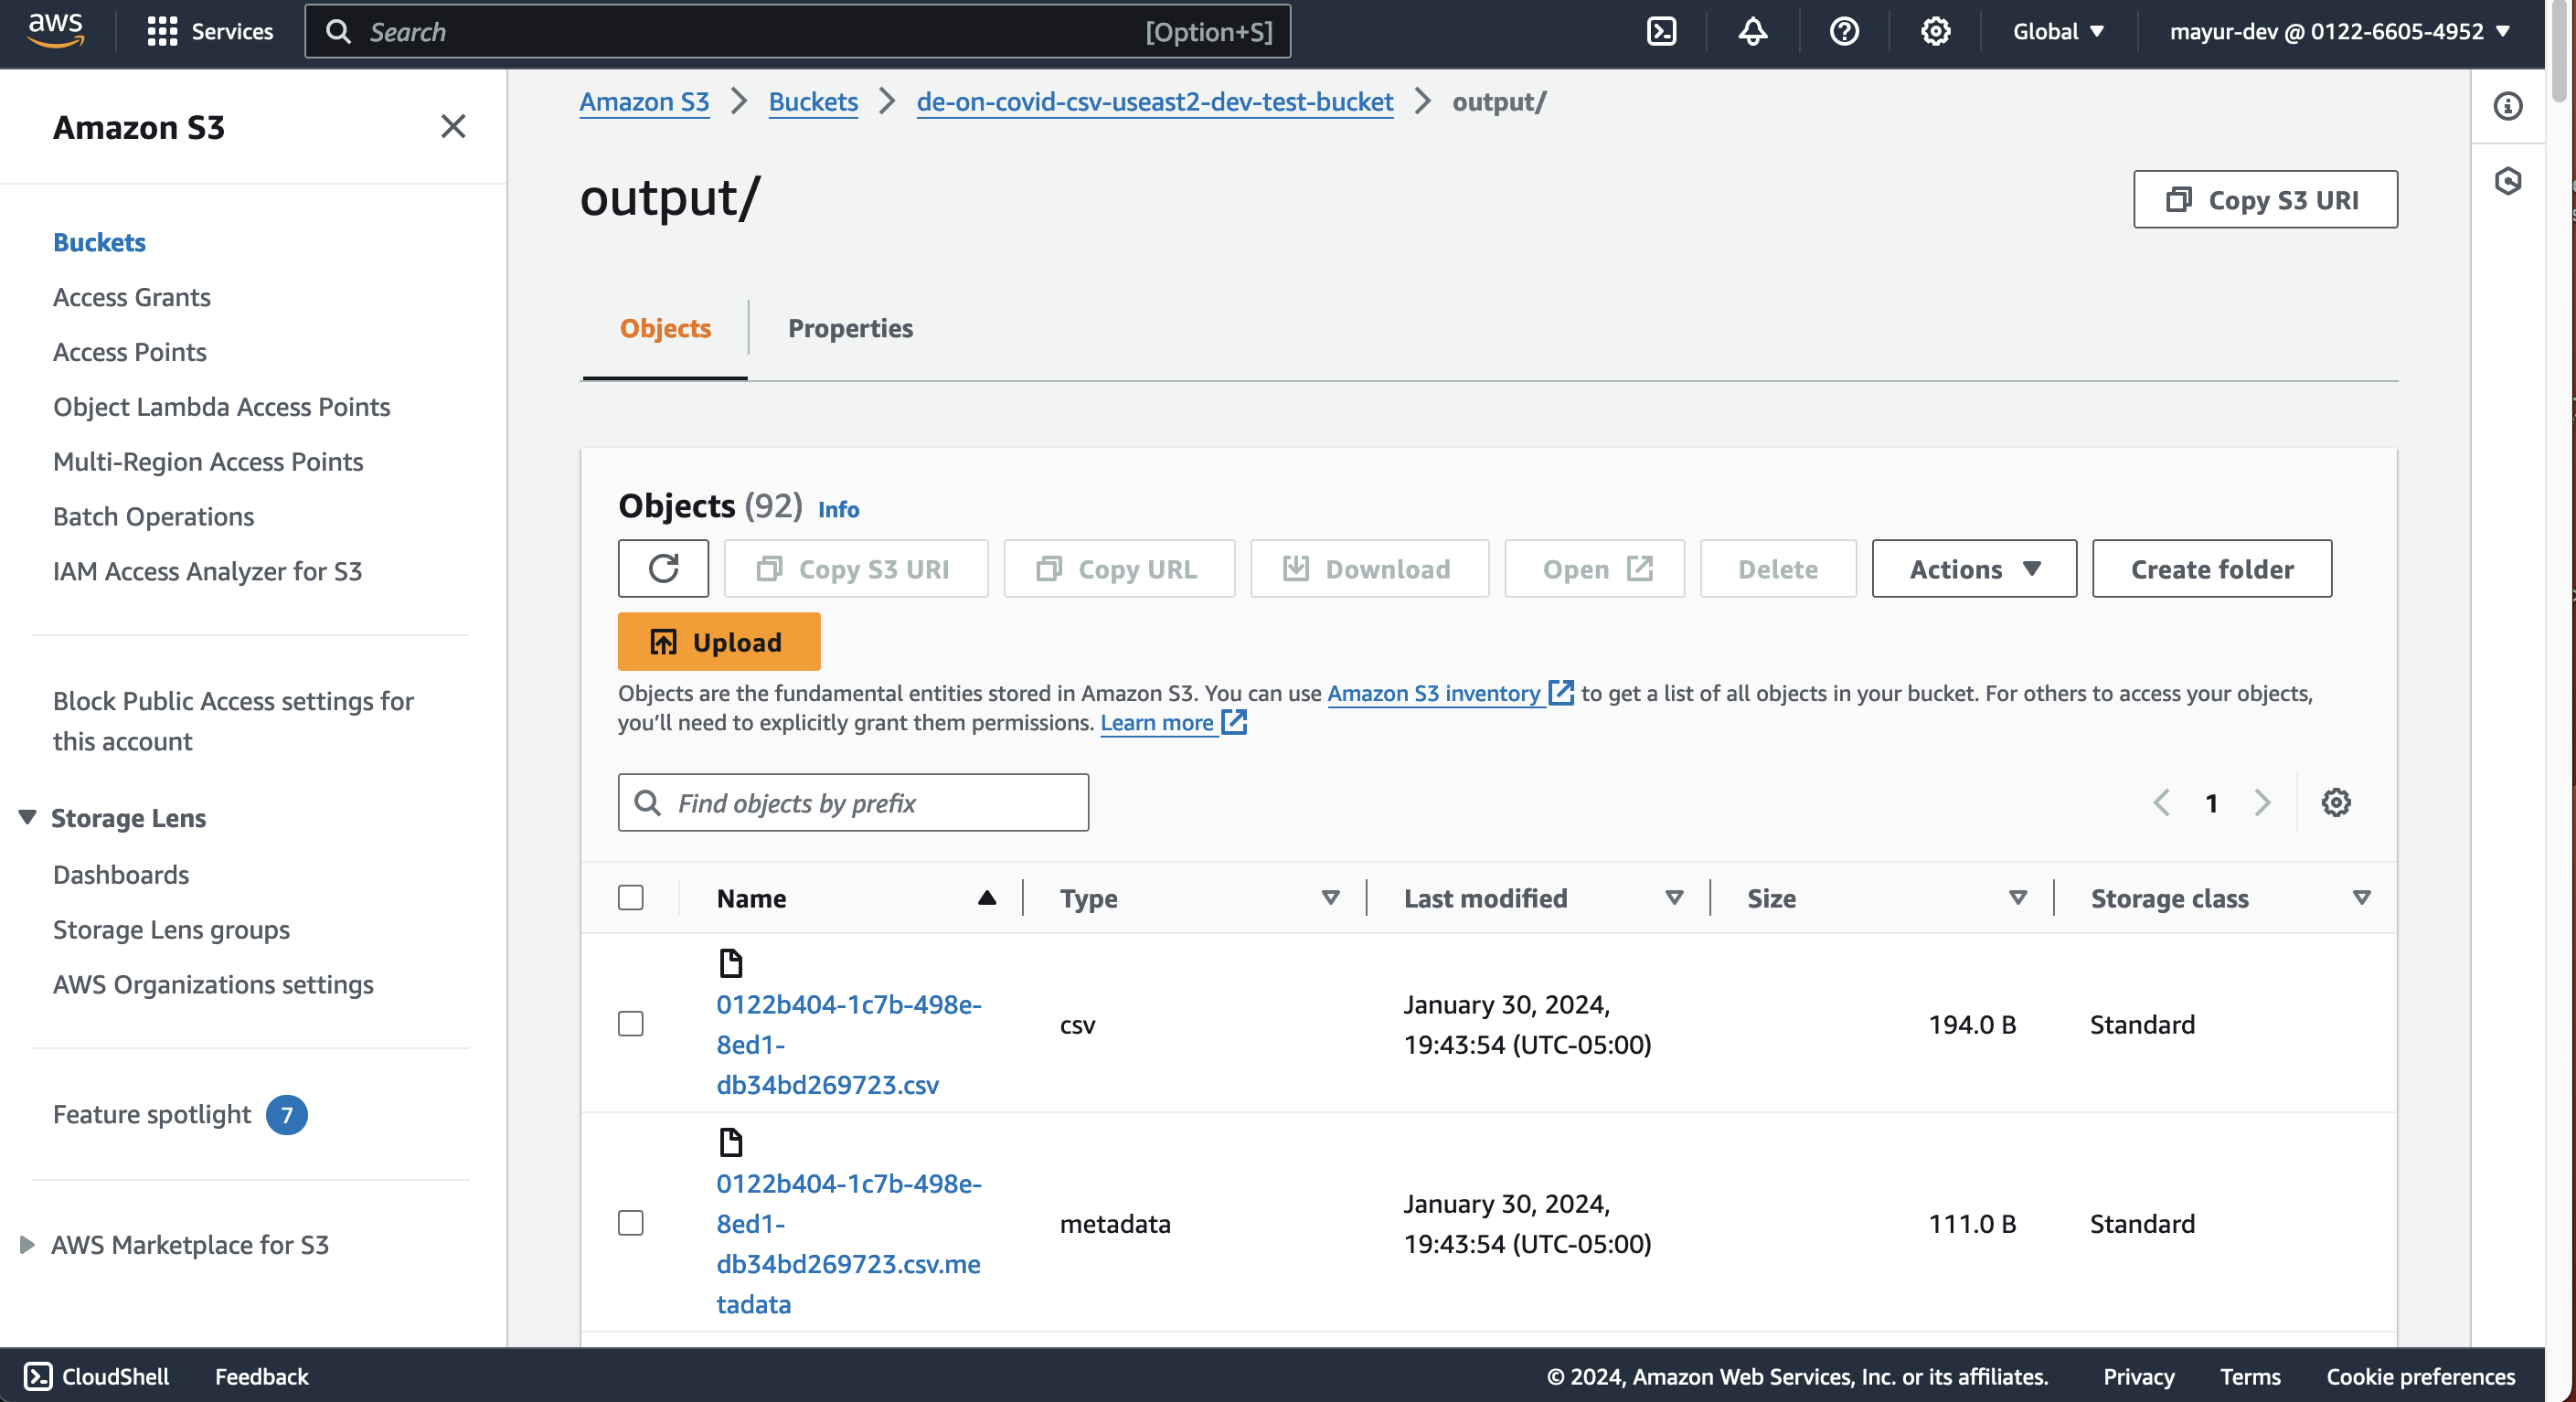 aws Services Search [Option+S] Global mayur-dev @ 0122-6605-4952
Amazon S3
Buckets
Access Grants
Access Points
Object Lambda Access Points
Multi-Region Access Points
Batch Operations
IAM Access Analyzer for S3
Block Public Access settings for
this account
Storage Lens
Dashboards
Storage Lens groups
AWS Organizations settings
Feature spotlight 7
AWS Marketplace for S3
Amazon S3 Buckets de-on-covid-csv-useast2-dev-test-bucket output/
output/
Copy S3 URI
Objects Properties
Objects (92) Info
Copy S3 URI Copy URL Download Open Delete Actions Create folder
Upload
Objects are the fundamental entities stored in Amazon S3. You can use Amazon S3 inventory to get a list of all objects in your bucket. For others to access your objects,
you'll need to explicitly grant them permissions. Learn more
Find objects by prefix
1
Name Type Last modified Size Storage class
0122b404-1c7b-498e-
8ed1-
db34bd269723.csv
csv
January 30, 2024,
19:43:54 (UTC-05:00)
194.0 B
Standard
0122b404-1c7b-498e-
8ed1-
db34bd269723.csv.me
tadata
metadata
January 30, 2024,
19:43:54 (UTC-05:00)
111.0 B
Standard
CloudShell Feedback © 2024, Amazon Web Services, Inc. or its affiliates. Privacy Terms Cookie preferences